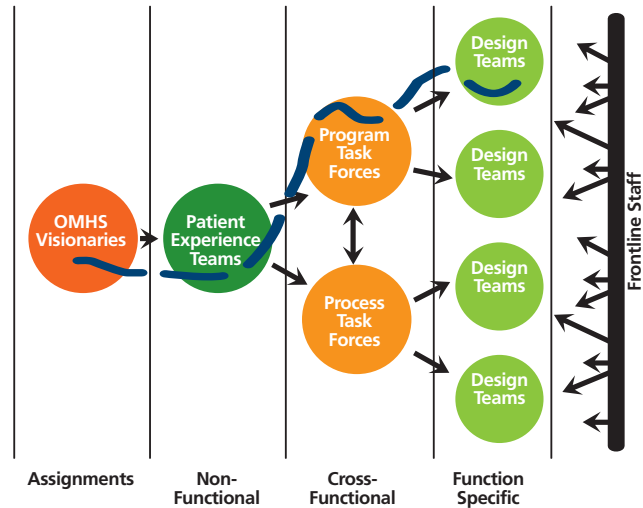 OMHS
Visionaries
Patient
Experience
Teams
Program
Task
Forces
Process
Task
Forces
Design
Teams
Design
Teams
Design
Teams
Design
Teams
Frontline Staff
Assignments
Non-
Functional
Cross-
Functional
Function
Specific